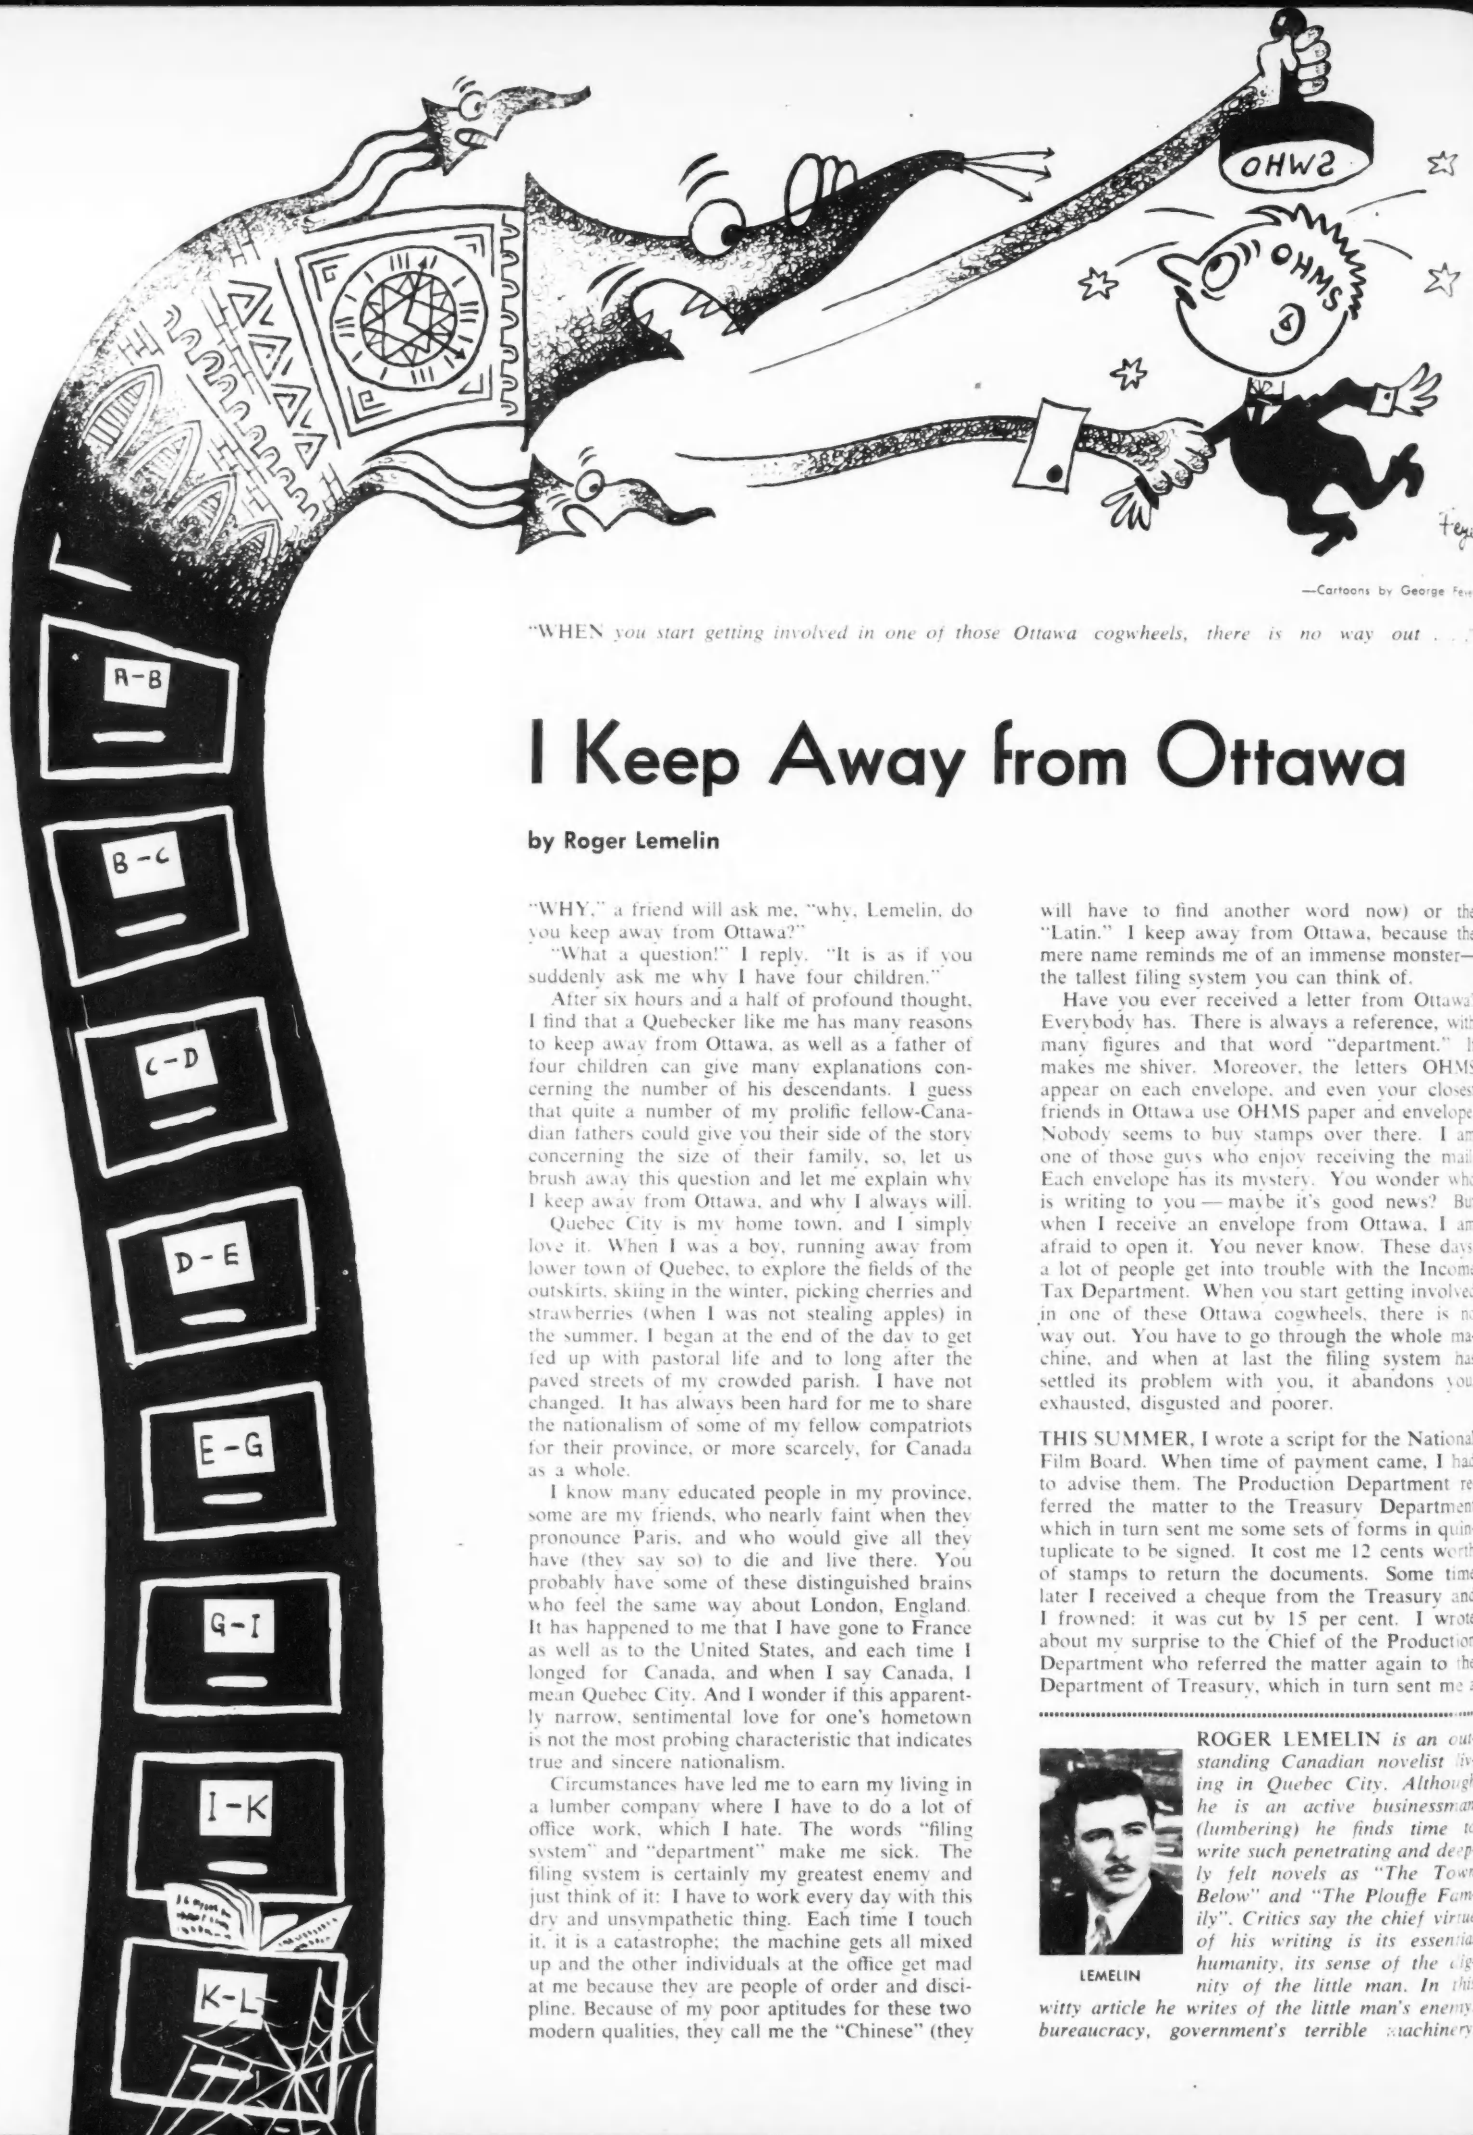 OHMS
OHMS
—Cartoons by George
"WHEN you start getting involved in one of those Ottawa cogwheels, there is no way out . . ."
I Keep Away from Ottawa
by Roger Lemelin
A-B
B-C
C-D
D-E
E-G
G-I
I-K
K-L
"WHY," a friend will ask me, "why, Lemelin, do
you keep away from Ottawa?"
"What a question!" I reply. "It is as if you
suddenly ask me why I have four children."
After six hours and a half of profound thought,
I find that a Quebecker like me has many reasons
to keep away from Ottawa, as well as a father of
four children can give many explanations con-
cerning the number of his descendants. I guess
that quite a number of my prolific fellow-Cana-
dian fathers could give you their side of the story
concerning the size of their family, so, let us
brush away this question and let me explain why
I keep away from Ottawa, and why I always will.
Quebec City is my home town, and I simply
love it. When I was a boy, running away from
lower town of Quebec, to explore the fields of the
outskirts, skiing in the winter, picking cherries and
strawberries (when I was not stealing apples) in
the summer, I began at the end of the day to get
fed up with pastoral life and to long after the
paved streets of my crowded parish. I have not
changed. It has always been hard for me to share
the nationalism of some of my fellow compatriots
for their province, or more scarcely, for Canada
as a whole.
I know many educated people in my province,
some are my friends, who nearly faint when they
pronounce Paris, and who would give all they
have (they say so) to die and live there. You
probably have some of these distinguished brains
who feel the same way about London, England.
It has happened to me that I have gone to France
as well as to the United States, and each time I
longed for Canada, and when I say Canada, I
mean Quebec City. And I wonder if this apparent-
ly narrow, sentimental love for one's hometown
is not the most probing characteristic that indicates
true and sincere nationalism.
Circumstances have led me to earn my living in
a lumber company where I have to do a lot of
office work, which I hate. The words "filing
system" and "department" make me sick. The
filing system is certainly my greatest enemy and
just think of it: I have to work every day with this
dry and unsympathetic thing. Each time I touch
it, it is a catastrophe; the machine gets all mixed
up and the other individuals at the office get mad
at me because they are people of order and disci-
pline. Because of my poor aptitudes for these two
modern qualities, they call me the "Chinese" (they
will have to find another word now) or the
"Latin." I keep away from Ottawa, because the
mere name reminds me of an immense monster—
the tallest filing system you can think of.
Have you ever received a letter from Ottawa?
Everybody has. There is always a reference, with
many figures and that word "department." It
makes me shiver. Moreover, the letters OHMS
appear on each envelope, and even your closest
friends in Ottawa use OHMS paper and envelope
Nobody seems to buy stamps over there. I am
one of those guys who enjoy receiving the mail.
Each envelope has its mystery. You wonder who
is writing to you — maybe it's good news? But
when I receive an envelope from Ottawa, I am
afraid to open it. You never know. These days
a lot of people get into trouble with the Income
Tax Department. When you start getting involved
in one of these Ottawa cogwheels, there is no
way out. You have to go through the whole ma-
chine, and when at last the filing system has
settled its problem with you, it abandons you
exhausted, disgusted and poorer.
THIS SUMMER, I wrote a script for the National
Film Board. When time of payment came, I had
to advise them. The Production Department re-
ferred the matter to the Treasury Department
which in turn sent me some sets of forms in quin-
tuplicate to be signed. It cost me 12 cents worth
of stamps to return the documents. Some time
later I received a cheque from the Treasury and
I frowned: it was cut by 15 per cent. I wrote
about my surprise to the Chief of the Production
Department who referred the matter again to the
Department of Treasury, which in turn sent me a
ROGER LEMELIN is an out-
standing Canadian novelist liv-
ing in Quebec City. Although
he is an active businessman
(lumbering) he finds time to
write such penetrating and deep-
ly felt novels as "The Town
Below" and "The Plouffe Fam-
ily". Critics say the chief virtue
of his writing is its essential
humanity, its sense of the dig-
nity of the little man. In this
witty article he writes of the little man's enemy,
bureaucracy, government's terrible machinery
LEMELIN